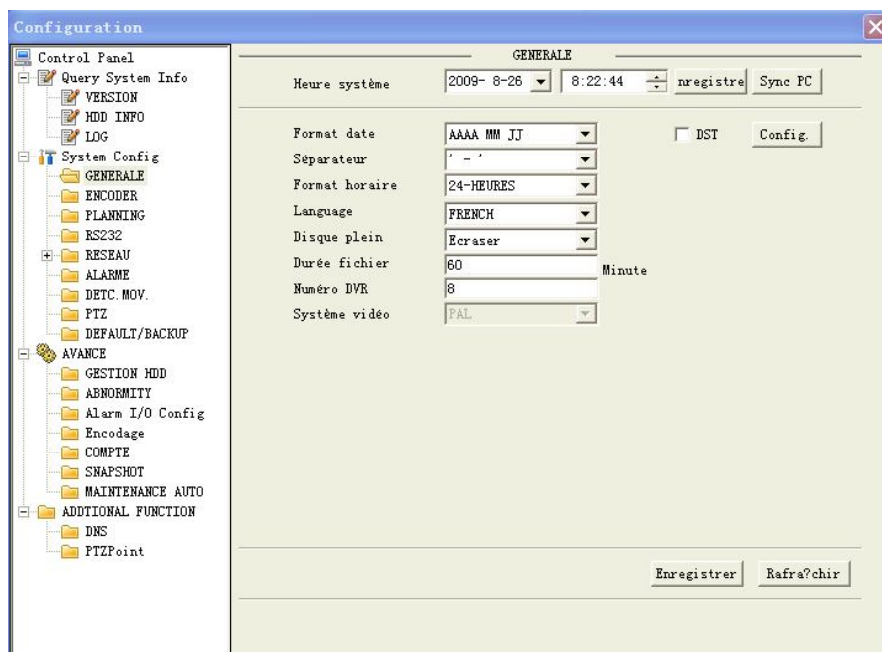 Configuration
Control Panel
Query System Info
VERSION
HDD INFO
LOG
System Config
GENERALE
ENCODER
PLANNING
RS232
RESEAU
ALARME
DETC.MOV.
PTZ
DEFAULT/BACKUP
AVANCE
GESTION HDD
ABNORMITY
Alarm I/O Config
Encodage
COMPTE
SNAPSHOT
MAINTENANCE AUTO
ADDTIONAL FUNCTION
DNS
PTZPoint
GENERALE
Heure système 2009- 8-26 8:22:44 nregistre Sync PC
Format date AAAA MM JJ DST Config.
Séparateur ' - '
Format horaire 24-HEURES
Language FRENCH
Disque plein Ecraser
Durée fichier 60 Minute
Numéro DVR 8
Système vidéo PAL
Enregistrer Rafra?chir